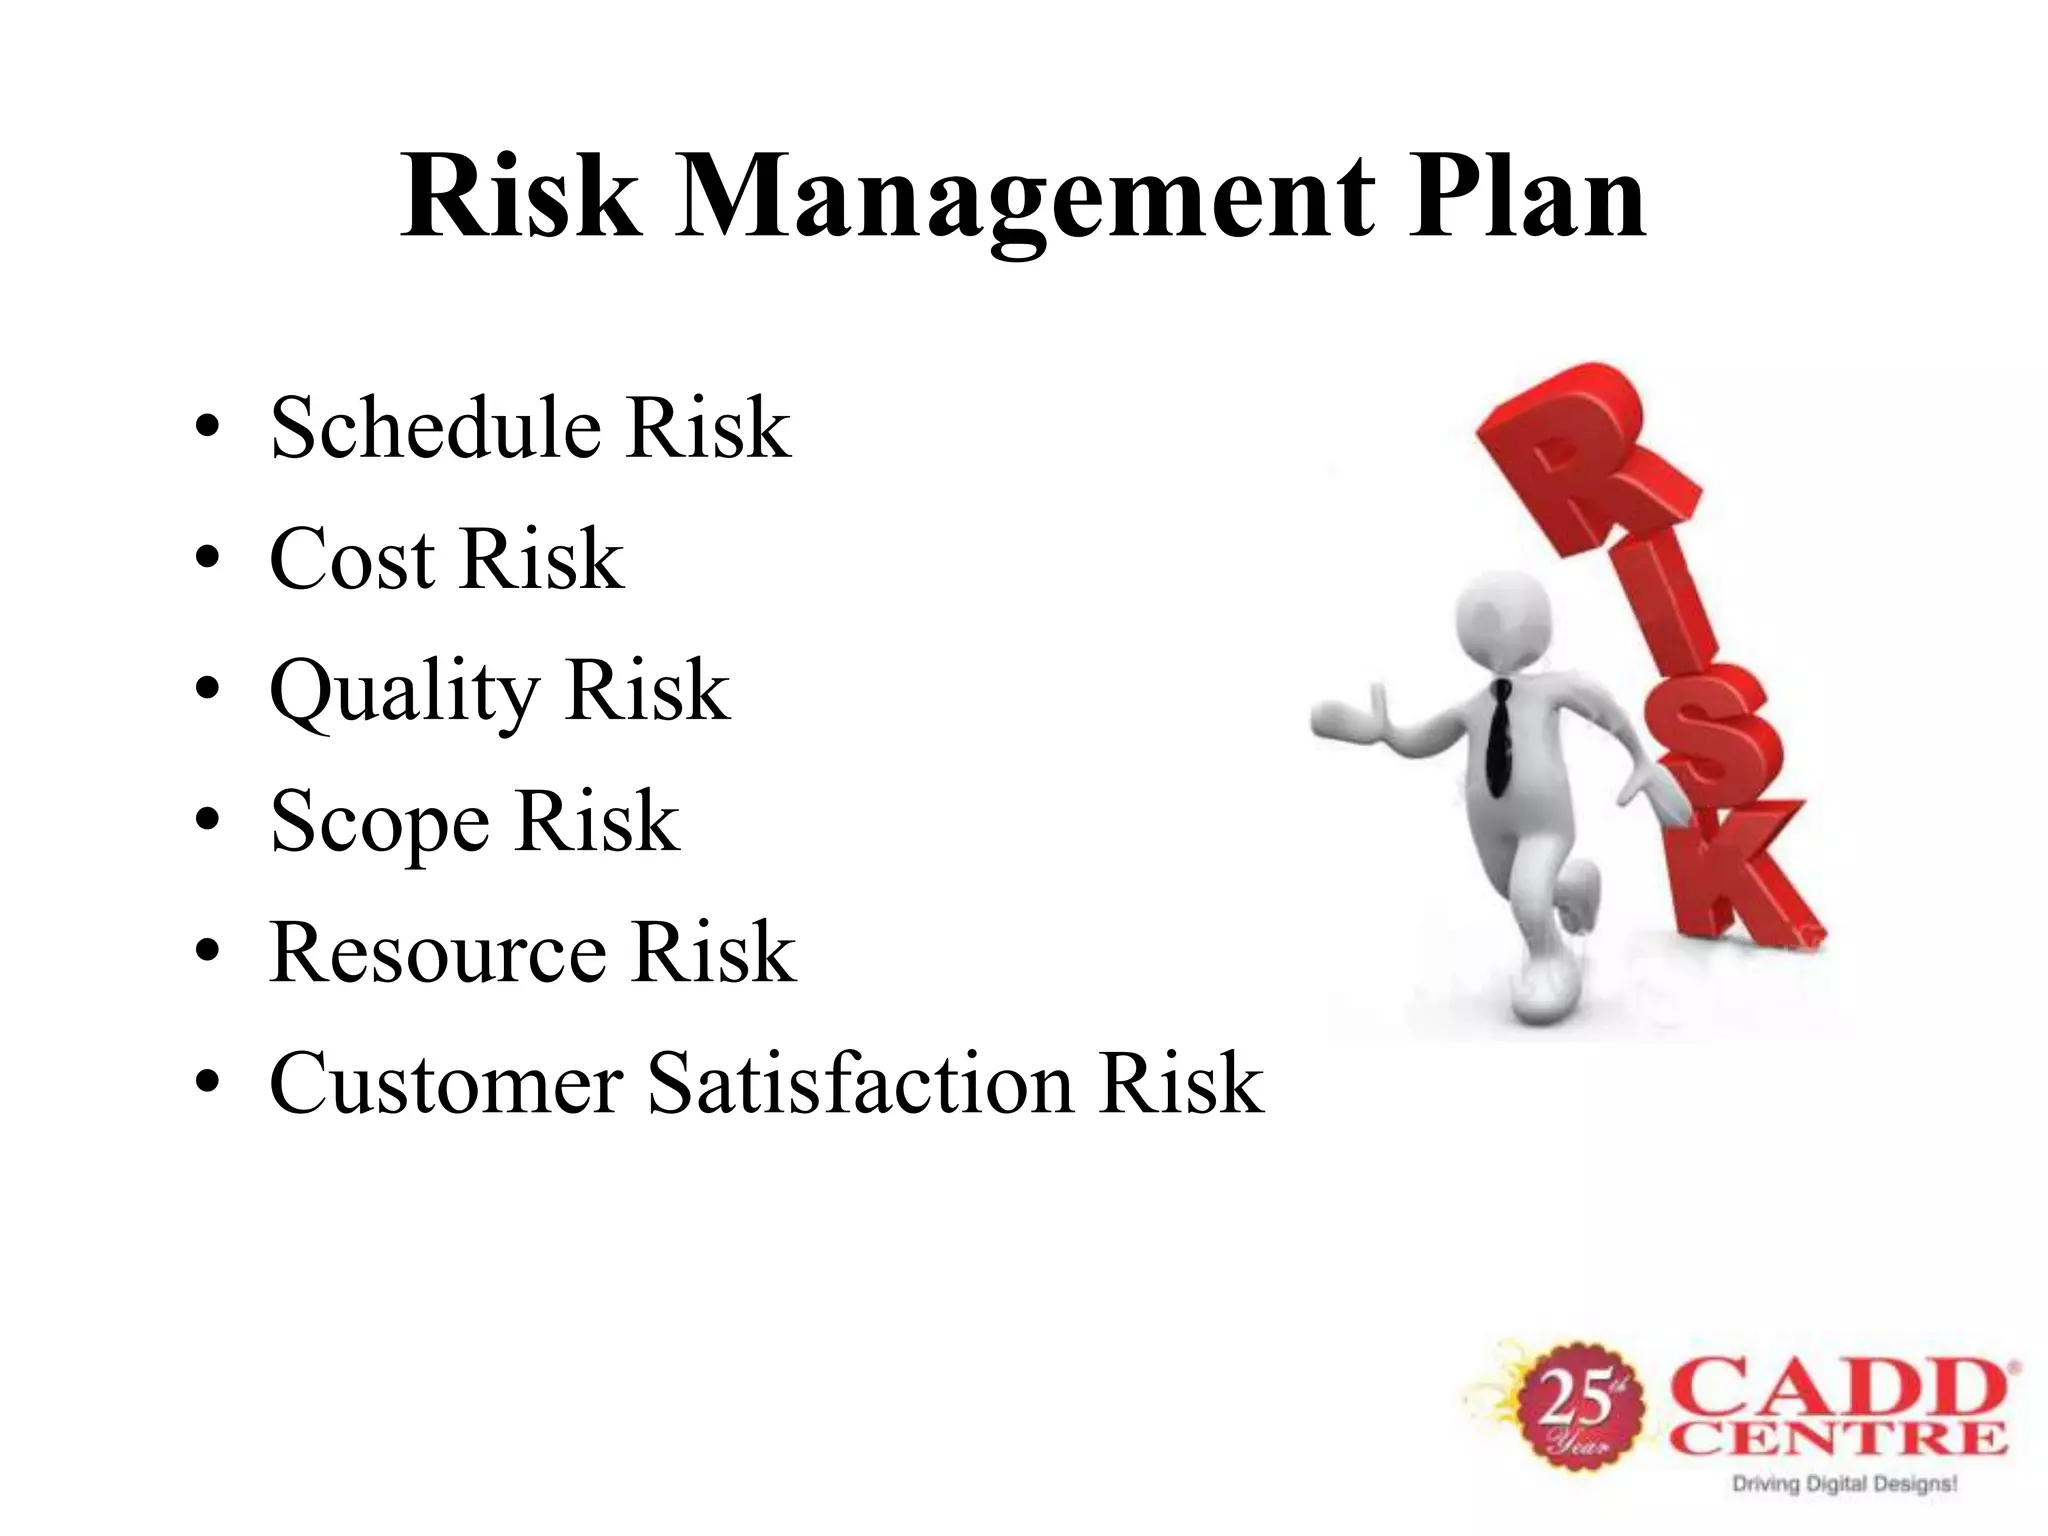 Risk Management Plan
• Schedule Risk
• Cost Risk
• Quality Risk
• Scope Risk
• Resource Risk
• Customer Satisfaction Risk
RISK
25th
Year
CADD®
CENTRE
Driving Digital Designs!